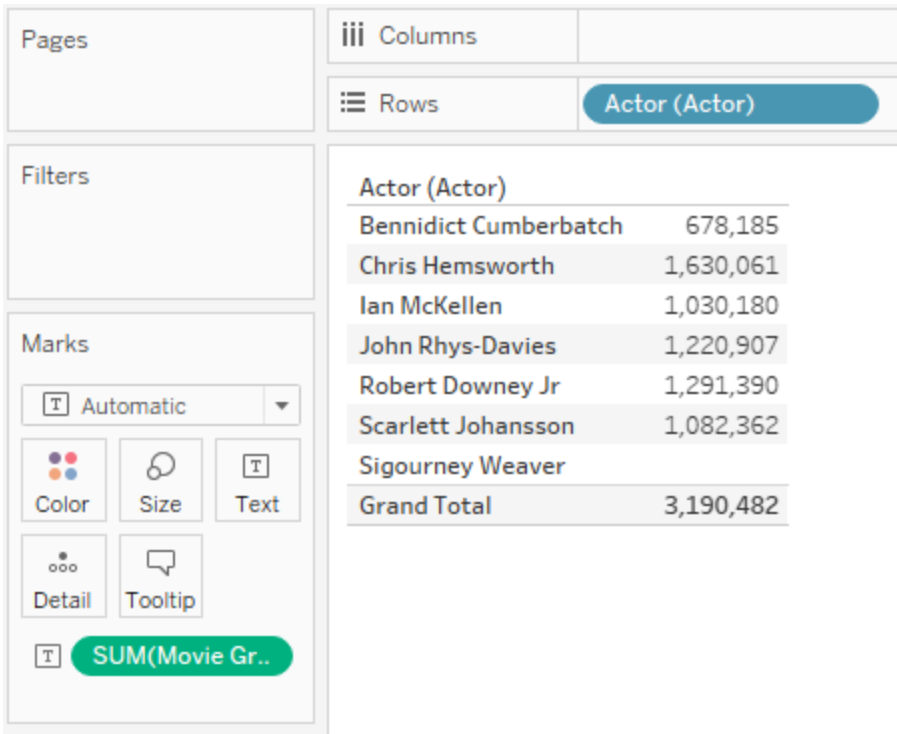 Pages
Columns
Rows
Actor (Actor)
Filters
Marks
T Automatic
Color
Size
T
Text
Detail
Tooltip
T SUM(Movie Gr..
Actor (Actor)
Bennidict Cumberbatch 678,185
Chris Hemsworth 1,630,061
Ian McKellen 1,030,180
John Rhys-Davies 1,220,907
Robert Downey Jr 1,291,390
Scarlett Johansson 1,082,362
Sigourney Weaver
Grand Total 3,190,482